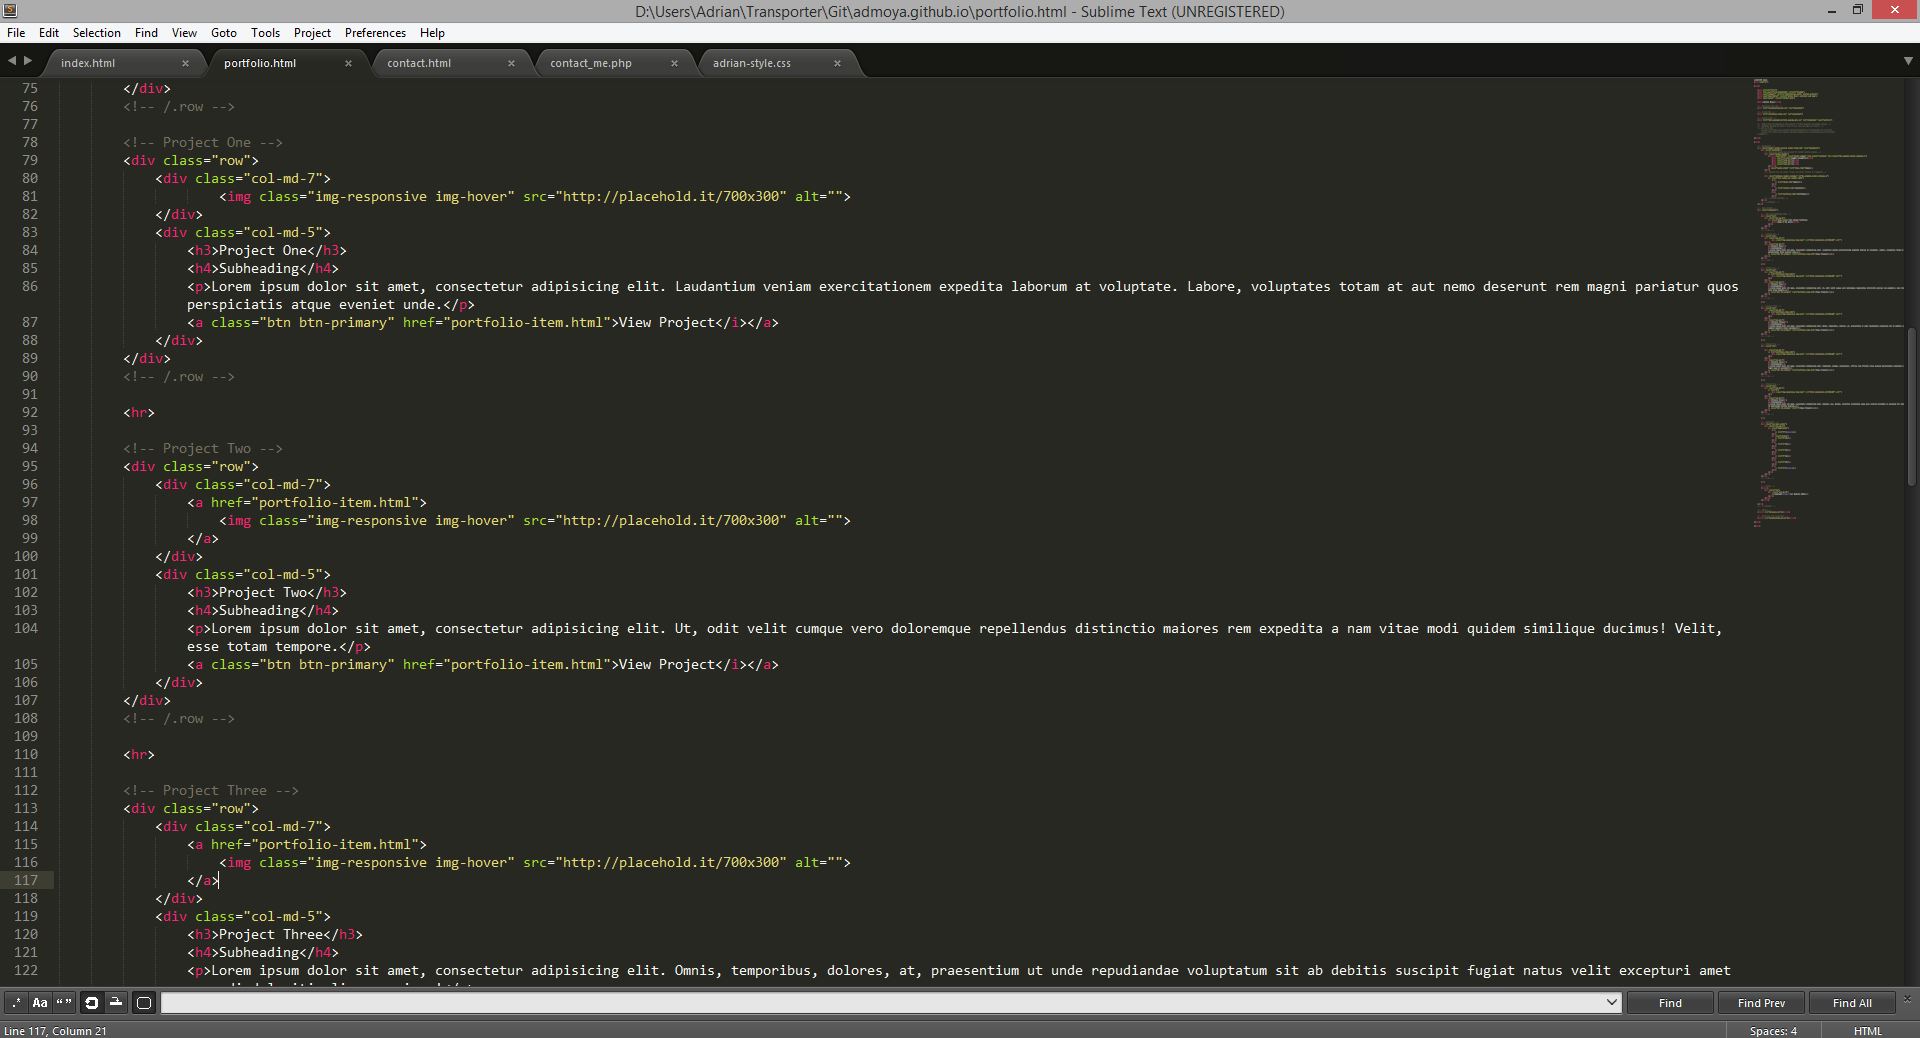 D:\Users\Adrian\Transporter\Git\admoya.github.io\portfolio.html - Sublime Text (UNREGISTERED)
File Edit Selection Find View Goto Tools Project Preferences Help
index.html × portfolio.html × contact.html × contact_me.php × adrian-style.css ×
75 </div>
76 <!-- /.row -->
77
78 <!-- Project One -->
79 <div class="row">
80 <div class="col-md-7">
81 <img class="img-responsive img-hover" src="http://placehold.it/700x300" alt="">
82 </div>
83 <div class="col-md-5">
84 <h3>Project One</h3>
85 <h4>Subheading</h4>
86 <p>Lorem ipsum dolor sit amet, consectetur adipisicing elit. Laudantium veniam exercitationem expedita laborum at voluptate. Labore, voluptates totam at aut nemo deserunt rem magni pariatur quos
perspiciatis atque eveniet unde.</p>
87 <a class="btn btn-primary" href="portfolio-item.html">View Project</i></a>
88 </div>
89 </div>
90 <!-- /.row -->
91
92 <hr>
93
94 <!-- Project Two -->
95 <div class="row">
96 <div class="col-md-7">
97 <a href="portfolio-item.html">
98 <img class="img-responsive img-hover" src="http://placehold.it/700x300" alt="">
99 </a>
100 </div>
101 <div class="col-md-5">
102 <h3>Project Two</h3>
103 <h4>Subheading</h4>
104 <p>Lorem ipsum dolor sit amet, consectetur adipisicing elit. Ut, odit velit cumque vero doloremque repellendus distinctio maiores rem expedita a nam vitae modi quidem similique ducimus! Velit,
esse totam tempore.</p>
105 <a class="btn btn-primary" href="portfolio-item.html">View Project</i></a>
106 </div>
107 </div>
108 <!-- /.row -->
109
110 <hr>
111
112 <!-- Project Three -->
113 <div class="row">
114 <div class="col-md-7">
115 <a href="portfolio-item.html">
116 <img class="img-responsive img-hover" src="http://placehold.it/700x300" alt="">
117 </a>
118 </div>
119 <div class="col-md-5">
120 <h3>Project Three</h3>
121 <h4>Subheading</h4>
122 <p>Lorem ipsum dolor sit amet, consectetur adipisicing elit. Omnis, temporibus, dolores, at, praesentium ut unde repudiandae voluptatum sit ab debitis suscipit fugiat natus velit excepturi amet
.* Aa “” Find Find Prev Find All
Line 117, Column 21 Spaces: 4 HTML